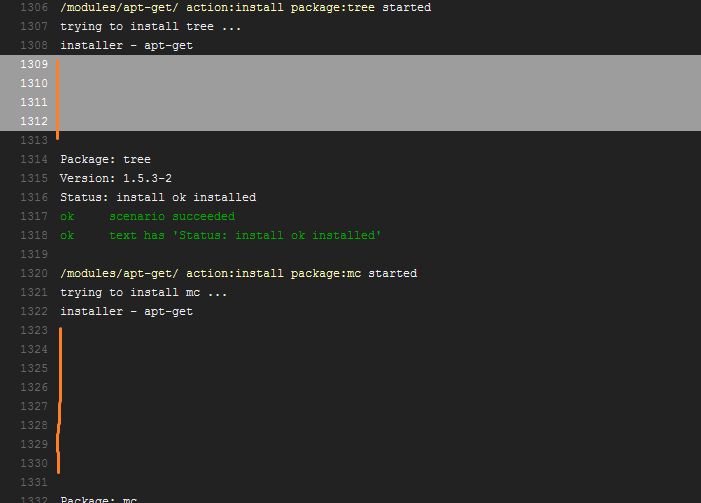 1306 /modules/apt-get/ action:install package:tree started
1307 trying to install tree ...
1308 installer - apt-get
1309
1310
1311
1312
1313
1314 Package: tree
1315 Version: 1.5.3-2
1316 Status: install ok installed
1317 ok scenario succeeded
1318 ok text has 'Status: install ok installed'
1319
1320 /modules/apt-get/ action:install package:mc started
1321 trying to install mc ...
1322 installer - apt-get
1323
1324
1325
1326
1327
1328
1329
1330
1331
1332 Package: mc